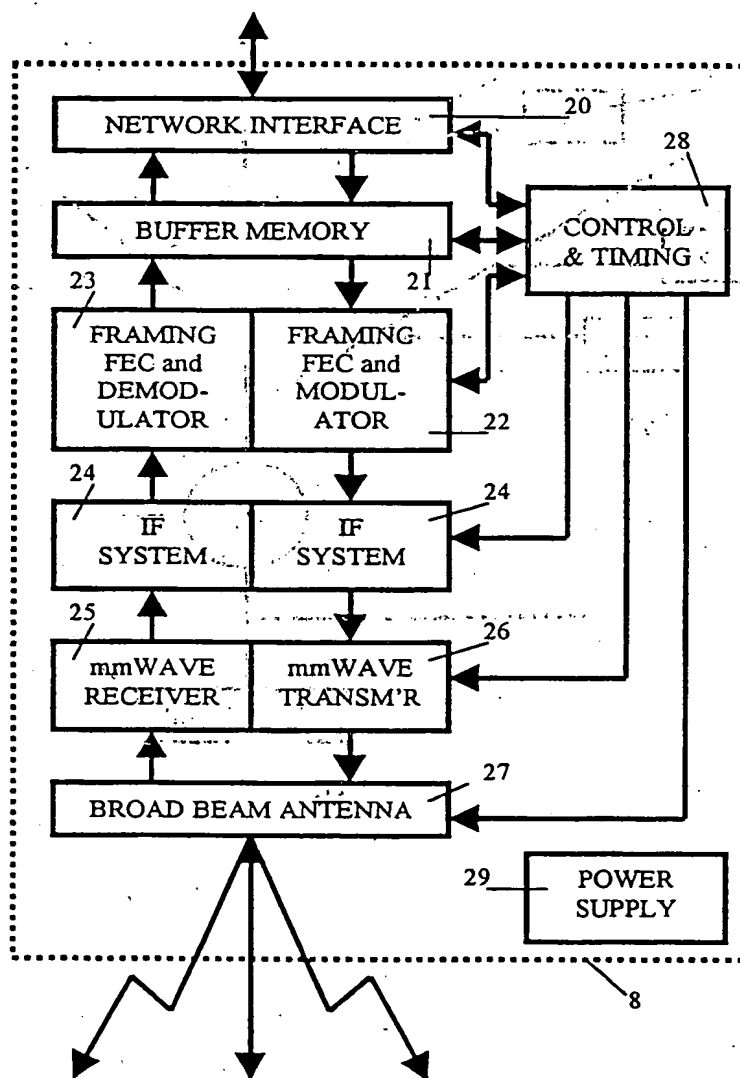 NETWORK INTERFACE
20
28
BUFFER MEMORY
21
CONTROL
& TIMING
23
FRAMING
FEC and
DEMOD-
ULATOR
FRAMING
FEC and
MODUL-
ATOR
22
24
IF
SYSTEM
IF
SYSTEM
24
25
mmWAVE
RECEIVER
mmWAVE
TRANSM'R
26
BROAD BEAM ANTENNA
27
29
POWER
SUPPLY
8